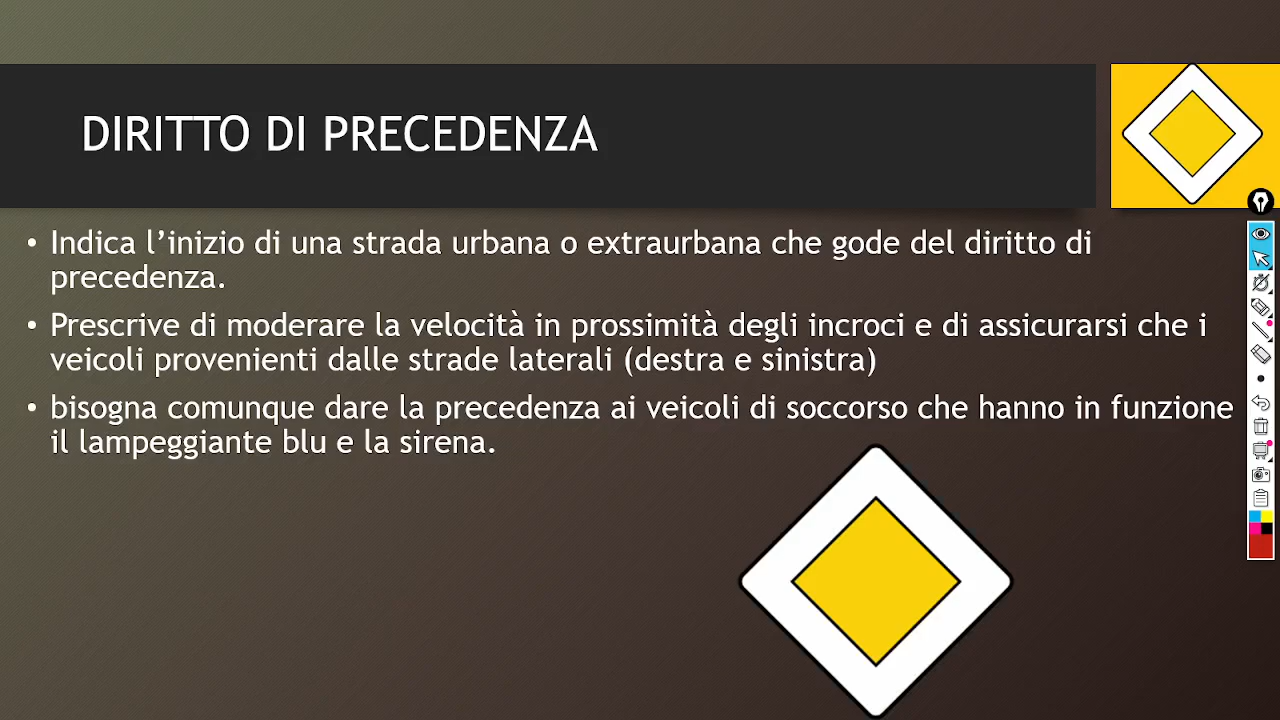 DIRITTO DI PRECEDENZA
• Indica l’inizio di una strada urbana o extraurbana che gode del diritto di
precedenza.
• Prescrive di moderare la velocità in prossimità degli incroci e di assicurarsi che i
veicoli provenienti dalle strade laterali (destra e sinistra)
• bisogna comunque dare la precedenza ai veicoli di soccorso che hanno in funzione
il lampeggiante blu e la sirena.